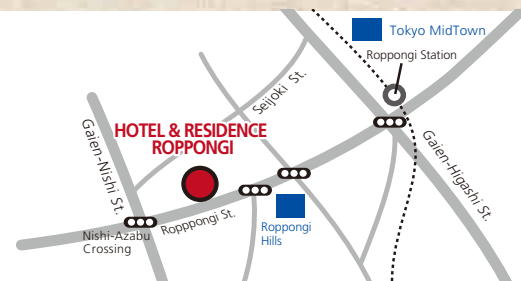 Tokyo MidTown
Roppongi Station
Seijoki St.
Gaien-Nishi St.
HOTEL & RESIDENCE
ROPPONGI
Gaien-Higashi St.
Ropppongi St.
Nishi-Azabu
Crossing
Roppongi
Hills